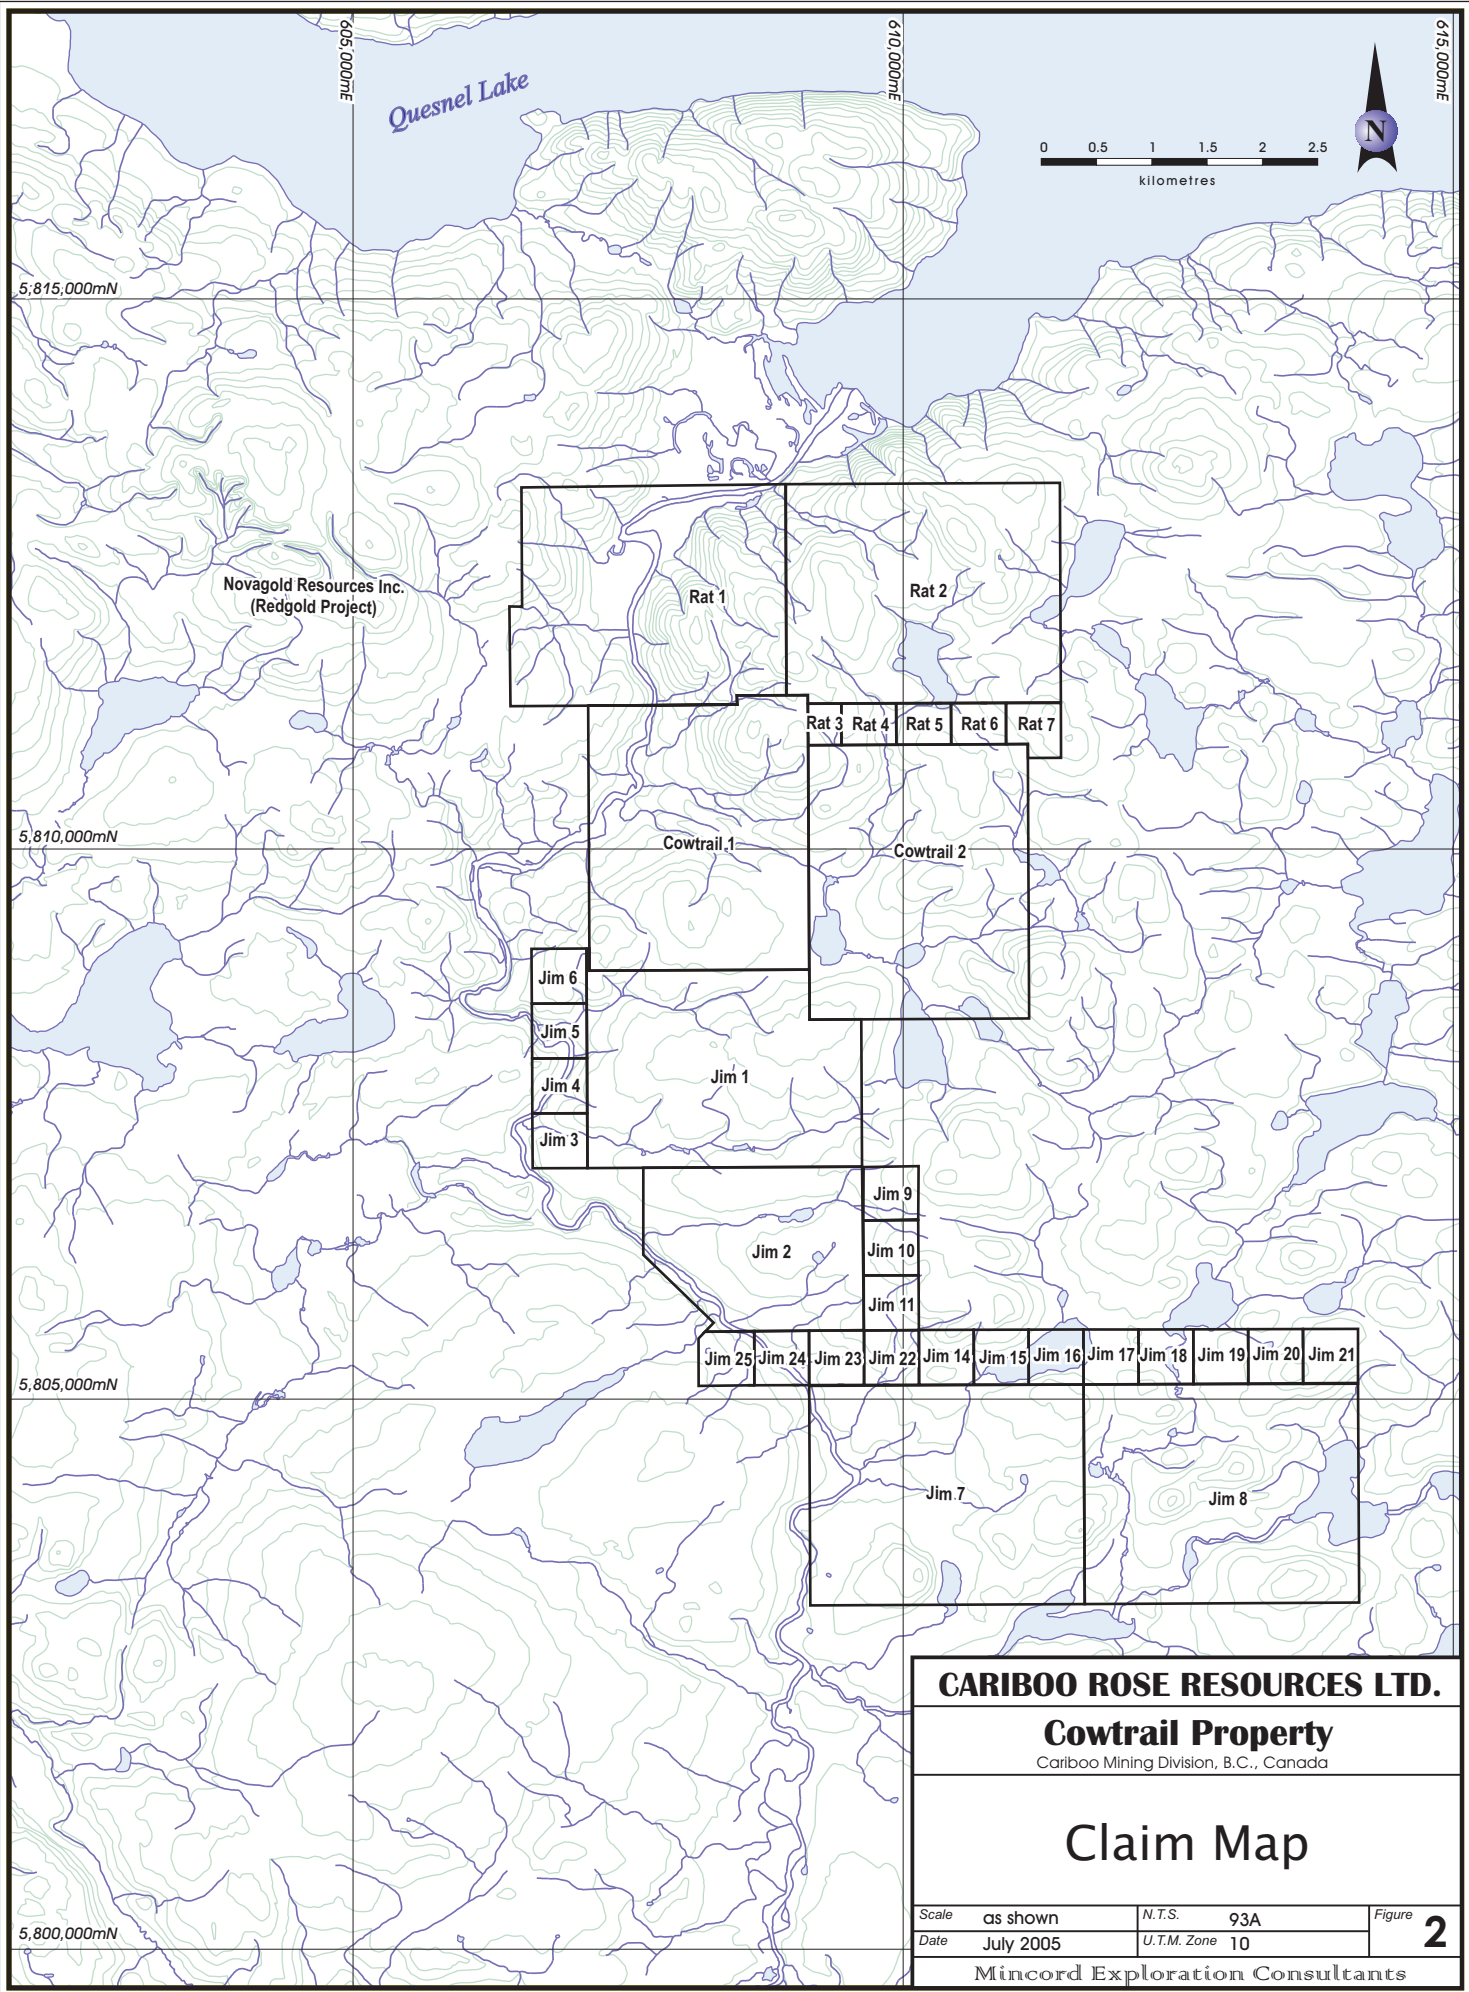 605,000mE
610,000mE
615,000mE
Quesnel Lake
N
0 0.5 1 1.5 2 2.5
kilometres
5,815,000mN
Novagold Resources Inc.
(Redgold Project)
Rat 1
Rat 2
Rat 3 Rat 4 Rat 5 Rat 6 Rat 7
5,810,000mN
Cowtrail 1
Cowtrail 2
Jim 6
Jim 5
Jim 4
Jim 1
Jim 3
Jim 9
Jim 2
Jim 10
Jim 11
Jim 25 Jim 24 Jim 23 Jim 22 Jim 14 Jim 15 Jim 16 Jim 17 Jim 18 Jim 19 Jim 20 Jim 21
5,805,000mN
Jim 7
Jim 8
CARIBOO ROSE RESOURCES LTD.
Cowtrail Property
Cariboo Mining Division, B.C., Canada
Claim Map
Scale as shown N.T.S. 93A Figure 2
Date July 2005 U.T.M. Zone 10
Mincord Exploration Consultants
5,800,000mN